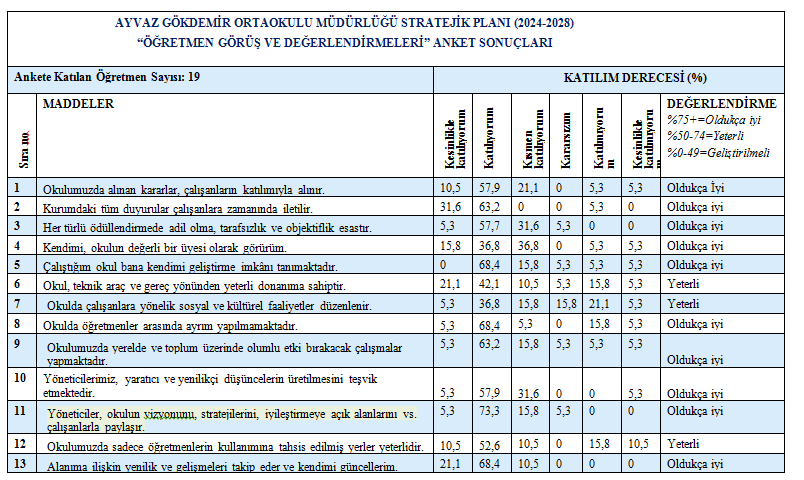 AYVAZ GÖKDEMİR ORTAOKULU MÜDÜRLÜĞÜ STRATEJİK PLANI (2024-2028)
“ÖĞRETMEN GÖRÜŞ VE DEĞERLENDİRMELERİ” ANKET SONUÇLARI
Ankete Katılan Öğretmen Sayısı: 19 KATILIM DERECESİ (%)
Sıra no. MADDELER Kesinlikle katılıyorum Katılıyorum Kısmen katılıyorum Kararsızım Katılmıyoru m Kesinlikle katılmıyoru m DEĞERLENDİRME
%75+=Oldukça iyi
%50-74=Yeterli
%0-49=Geliştirilmeli
1 Okulumuzda alınan kararlar, çalışanların katılımıyla alınır. 10,5 57,9 21,1 0 5,3 5,3 Oldukça İyi
2 Kurumdaki tüm duyurular çalışanlara zamanında iletilir. 31,6 63,2 0 0 5,3 0 Oldukça iyi
3 Her türlü ödüllendirmede adil olma, tarafsızlık ve objektiflik esastır. 5,3 57,7 31,6 5,3 0 0 Oldukça iyi
4 Kendimi, okulun değerli bir üyesi olarak görürüm. 15,8 36,8 36,8 0 5,3 5,3 Oldukça iyi
5 Çalıştığım okul bana kendimi geliştirme imkânı tanımaktadır. 0 68,4 15,8 5,3 5,3 5,3 Oldukça iyi
6 Okul, teknik araç ve gereç yönünden yeterli donanıma sahiptir. 21,1 42,1 10,5 5,3 15,8 5,3 Yeterli
7 Okulda çalışanlara yönelik sosyal ve kültürel faaliyetler düzenlenir. 5,3 36,8 15,8 15,8 21,1 5,3 Yeterli
8 Okulda öğretmenler arasında ayrım yapılmamaktadır. 5,3 68,4 5,3 0 15,8 5,3 Oldukça iyi
9 Okulumuzda yerelde ve toplum üzerinde olumlu etki bırakacak çalışmalar 5,3 63,2 15,8 5,3 5,3 5,3
yapmaktadır. Oldukça iyi
10 Yöneticilerimiz, yaratıcı ve yenilikçi düşüncelerin üretilmesini teşvik
etmektedir. 5,3 57,9 31,6 0 0 5,3 Oldukça iyi
11 Yöneticiler, okulun vizyonunu, stratejilerini, iyileştirmeye açık alanlarını vs. 5,3 73,3 15,8 5,3 0 0 Oldukça iyi
çalışanlarla paylaşır.
12 Okulumuzda sadece öğretmenlerin kullanımına tahsis edilmiş yerler yeterlidir. 10,5 52,6 10,5 0 15,8 10,5 Yeterli
13 Alanıma ilişkin yenilik ve gelişmeleri takip eder ve kendimi güncellerim. 21,1 68,4 10,5 0 0 0 Oldukça iyi